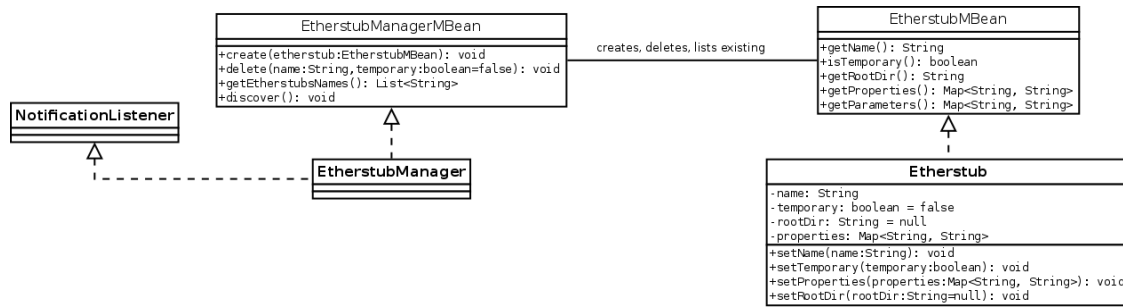 EtherstubManagerMBean
+create(etherstub:EtherstubMBean): void
+delete(name:String,temporary:boolean=false): void
+getEtherstubsNames(): List<String>
+discover(): void
creates, deletes, lists existing
EtherstubMBean
+getName(): String
+isTemporary(): boolean
+getRootDir(): String
+getProperties(): Map<String, String>
+getParameters(): Map<String, String>
NotificationListener
EtherstubManager
Etherstub
-name: String
-temporary: boolean = false
-rootDir: String = null
-properties: Map<String, String>
+setName(name:String): void
+setTemporary(temporary:boolean): void
+setProperties(properties:Map<String, String>): void
+setRootDir(rootDir:String=null): void